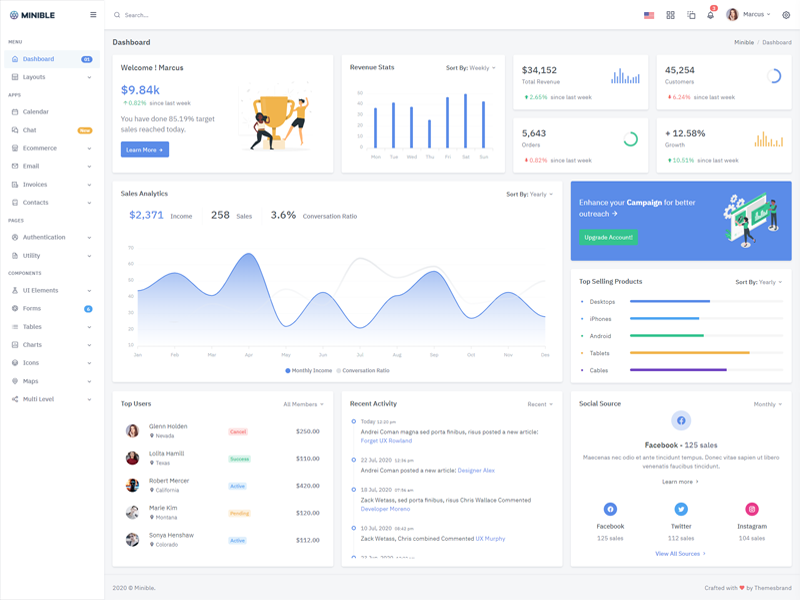 MINIBLE
Search...
3
Marcus
MENU
Dashboard 01
Layouts
APPS
Calendar
Chat New
Ecommerce
Email
Invoices
Contacts
PAGES
Authentication
Utility
COMPONENTS
UI Elements
Forms 6
Tables
Charts
Icons
Maps
Multi Level
Dashboard
Minible / Dashboard
Welcome ! Marcus
$9.84k
0.82% since last week
You have done 85.19% target
sales reached today.
Learn More
Revenue Stats
Sort By: Weekly
50
40
30
20
10
0
Mon Tue Wed Thu Fri Sat Sun
$34,152
Total Revenue
2.65% since last week
45,254
Customers
6.24% since last week
5,643
Orders
0.82% since last week
+ 12.58%
Growth
10.51% since last week
Sales Analytics
Sort By: Yearly
$2,371 Income
258 Sales
3.6% Conversation Ratio
70
60
50
40
30
20
10
Jan Feb Mar Apr May Jun Jul Aug Sep Oct Nov Dec
Monthly Income Conversation Ratio
Enhance your Campaign for better
outreach →
Upgrade Account!
Top Selling Products
Sort By: Yearly
Desktops
iPhones
Android
Tablets
Cables
Top Users
All Members
Glenn Holden
Nevada
Cancel
$250.00
Lolita Hamill
Texas
Success
$110.00
Robert Mercer
California
Active
$420.00
Marie Kim
Montana
Pending
$120.00
Sonya Henshaw
Colorado
Active
$112.00
Recent Activity
Recent
Today 12:20 pm
Andrei Coman magna sed porta finibus, risus posted a new article:
Forget UX Rowland
22 Jul, 2020 12:36 pm
Andrei Coman posted a new article: Designer Alex
18 Jul, 2020 07:56 am
Zack Wetass, sed porta finibus, risus Chris Wallace Commented
Developer Moreno
10 Jul, 2020 08:42 pm
Zack Wetass, Chris combined Commented UX Murphy
Social Source
Monthly
Facebook - 125 sales
Maecenas nec odio et ante tincidunt tempus. Donec vitae sapien ut libero
venenatis faucibus tincidunt.
Learn more
Facebook
125 sales
Twitter
112 sales
Instagram
104 sales
View All Sources
2020 © Minible.
Crafted with ❤ by Themesbrand